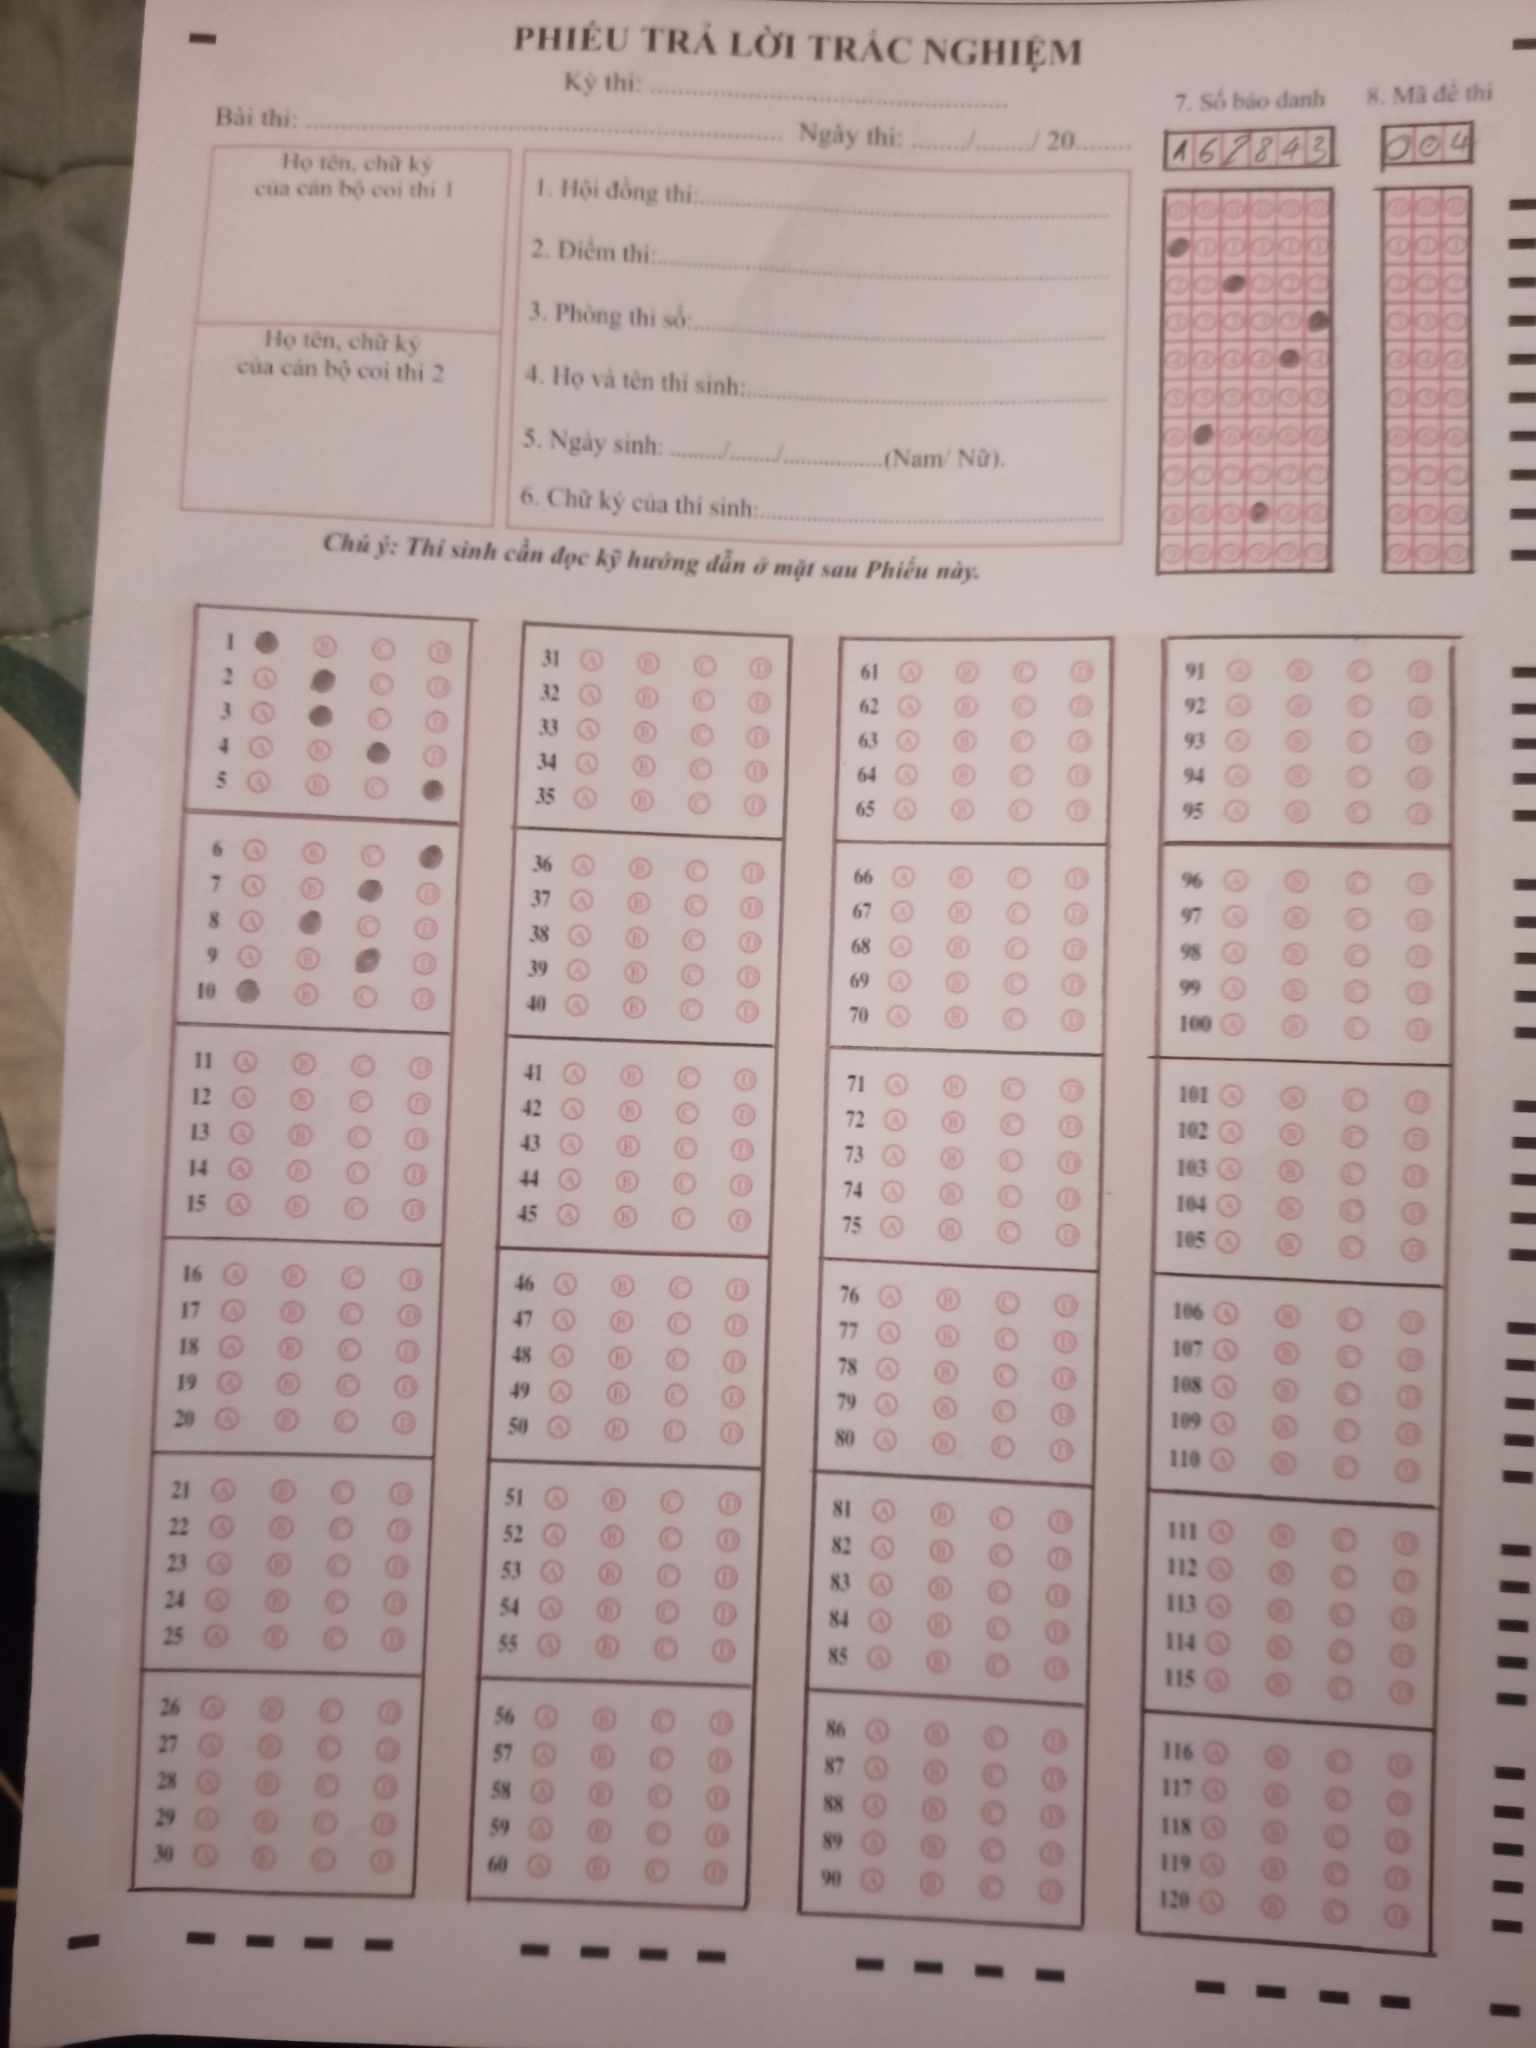 PHIẾU TRẢ LỜI TRẮC NGHIỆM
Kỳ thi: ........................................
Bài thi: ........................................ Ngày thi: ......../......../ 20........
Họ tên, chữ ký
của cán bộ coi thi 1
Họ tên, chữ ký
của cán bộ coi thi 2
1. Hội đồng thi:........................................
2. Điểm thi:........................................
3. Phòng thi số:........................................
4. Họ và tên thí sinh:........................................
5. Ngày sinh: ......../......../................(Nam/ Nữ).
6. Chữ ký của thí sinh:........................................
7. Số báo danh
162843
8. Mã đề thi
004
Chú ý: Thí sinh cần đọc kỹ hướng dẫn ở mặt sau Phiếu này.
1 B C D
2 A C D
3 A C D
4 A B D
5 A B C
6 A B C
7 A B D
8 A C D
9 A B D
10 B C D
11 A B C D
12 A B C D
13 A B C D
14 A B C D
15 A B C D
16 A B C D
17 A B C D
18 A B C D
19 A B C D
20 A B C D
21 A B C D
22 A B C D
23 A B C D
24 A B C D
25 A B C D
26 A B C D
27 A B C D
28 A B C D
29 A B C D
30 A B C D
31 A B C D
32 A B C D
33 A B C D
34 A B C D
35 A B C D
36 A B C D
37 A B C D
38 A B C D
39 A B C D
40 A B C D
41 A B C D
42 A B C D
43 A B C D
44 A B C D
45 A B C D
46 A B C D
47 A B C D
48 A B C D
49 A B C D
50 A B C D
51 A B C D
52 A B C D
53 A B C D
54 A B C D
55 A B C D
56 A B C D
57 A B C D
58 A B C D
59 A B C D
60 A B C D
61 A B C D
62 A B C D
63 A B C D
64 A B C D
65 A B C D
66 A B C D
67 A B C D
68 A B C D
69 A B C D
70 A B C D
71 A B C D
72 A B C D
73 A B C D
74 A B C D
75 A B C D
76 A B C D
77 A B C D
78 A B C D
79 A B C D
80 A B C D
81 A B C D
82 A B C D
83 A B C D
84 A B C D
85 A B C D
86 A B C D
87 A B C D
88 A B C D
89 A B C D
90 A B C D
91 A B C D
92 A B C D
93 A B C D
94 A B C D
95 A B C D
96 A B C D
97 A B C D
98 A B C D
99 A B C D
100 A B C D
101 A B C D
102 A B C D
103 A B C D
104 A B C D
105 A B C D
106 A B C D
107 A B C D
108 A B C D
109 A B C D
110 A B C D
111 A B C D
112 A B C D
113 A B C D
114 A B C D
115 A B C D
116 A B C D
117 A B C D
118 A B C D
119 A B C D
120 A B C D